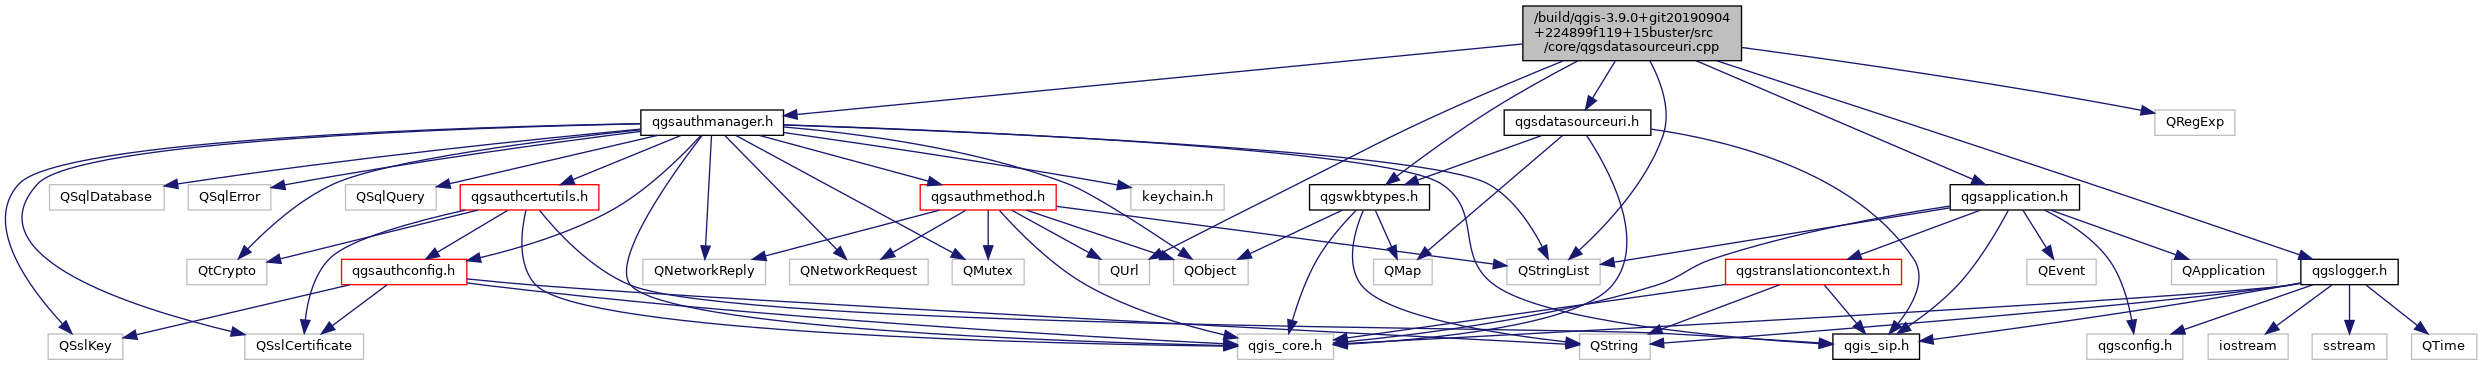 /build/qgis-3.9.0+git20190904
+224899f119+15buster/src
/core/qgsdatasourceuri.cpp
qgsauthmanager.h
qgsdatasourceuri.h
QRegExp
QSqlDatabase
QSqlError
QSqlQuery
qgsauthcertutils.h
qgsauthmethod.h
keychain.h
qgswkbtypes.h
qgsapplication.h
QtCrypto
qgsauthconfig.h
QNetworkReply
QNetworkRequest
QMutex
QUrl
QObject
QMap
QStringList
qgstranslationcontext.h
QEvent
QApplication
qgslogger.h
QSslKey
QSslCertificate
qgis_core.h
QString
qgis_sip.h
qgsconfig.h
iostream
sstream
QTime